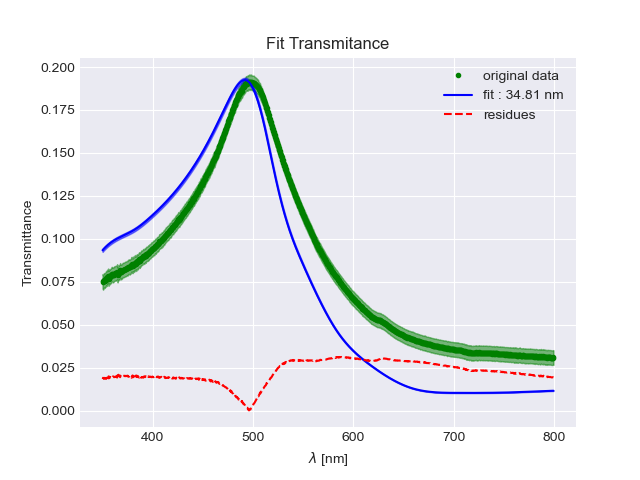 Fit Transmitance
0.200
0.175
0.150
0.125
0.100
0.075
0.050
0.025
0.000
Transmittance
original data
fit : 34.81 nm
residues
400
500
600
700
800
λ [nm]